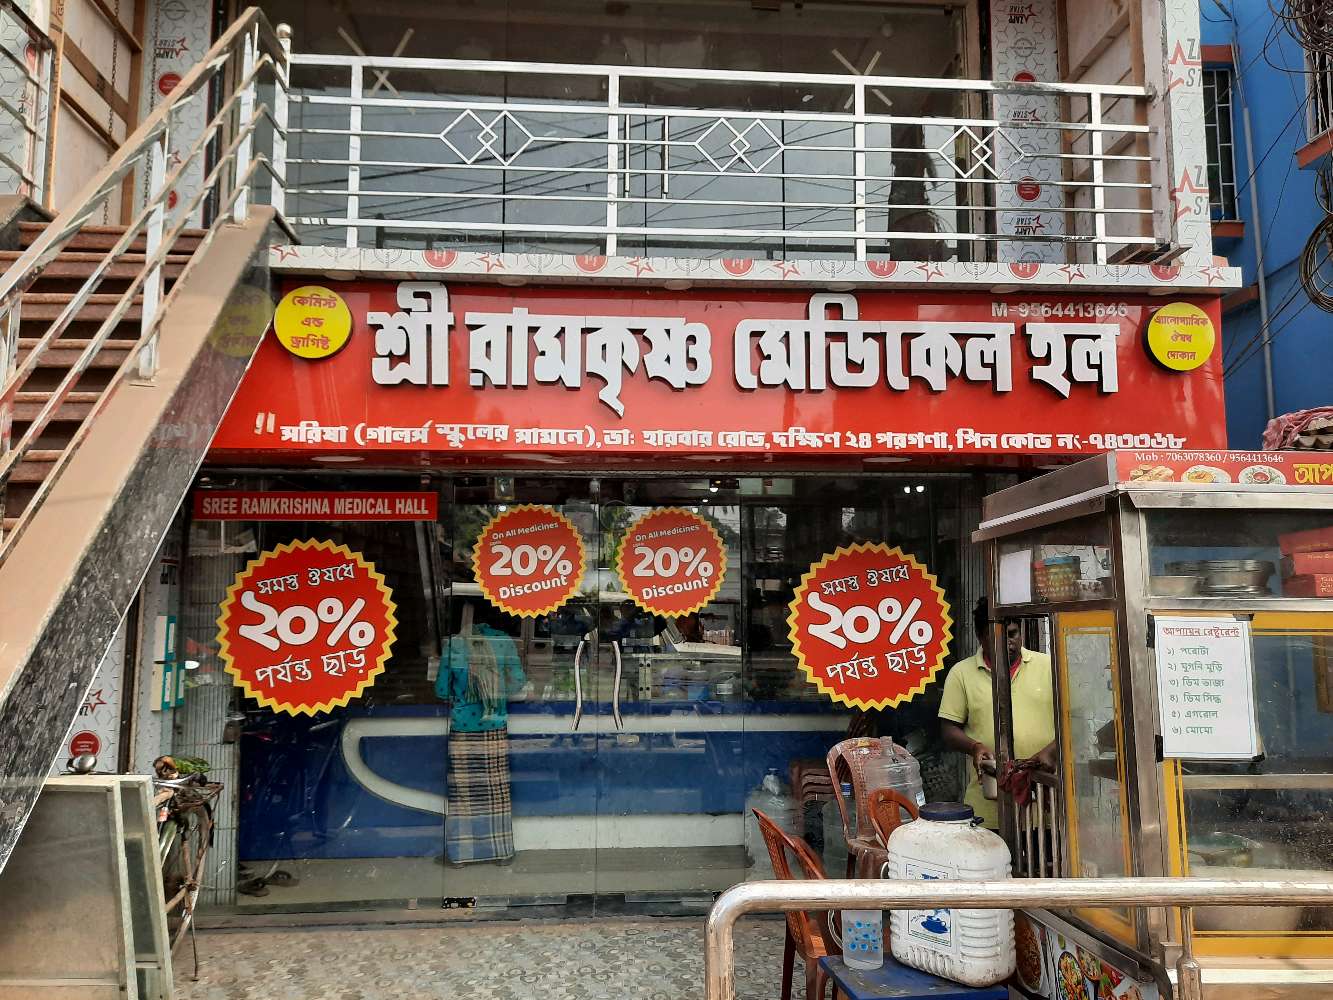 M-9564413646
কেমিস্ট
এন্ড
ড্রাগিষ্ট
শ্রী রামকৃষ্ণ মেডিকেল হল
এ্যালোপ্যাথিক
ঔষধ
দোকান
সরিষা (গালর্স স্কুলের সামনে), ডাঃ হারবার রোড, দক্ষিণ ২৪ পরগণা, পিন কোড নং-৭৪৩৩৬৮
SREE RAMKRISHNA MEDICAL HALL
সমস্ত ঔষধে
২০%
পর্যন্ত ছাড়
On All Medicines
20%
Discount
On All Medicines
20%
Discount
সমস্ত ঔষধে
২০%
পর্যন্ত ছাড়
Mob : 7063078360 / 9564413646
আপ্যায়ন রেষ্টুরেন্ট
১) পরোটা
২) ঘুগনি মুড়ি
৩) ডিম ভাজা
৪) ডিম সিদ্ধ
৫) এগরোল
৬) মোমো